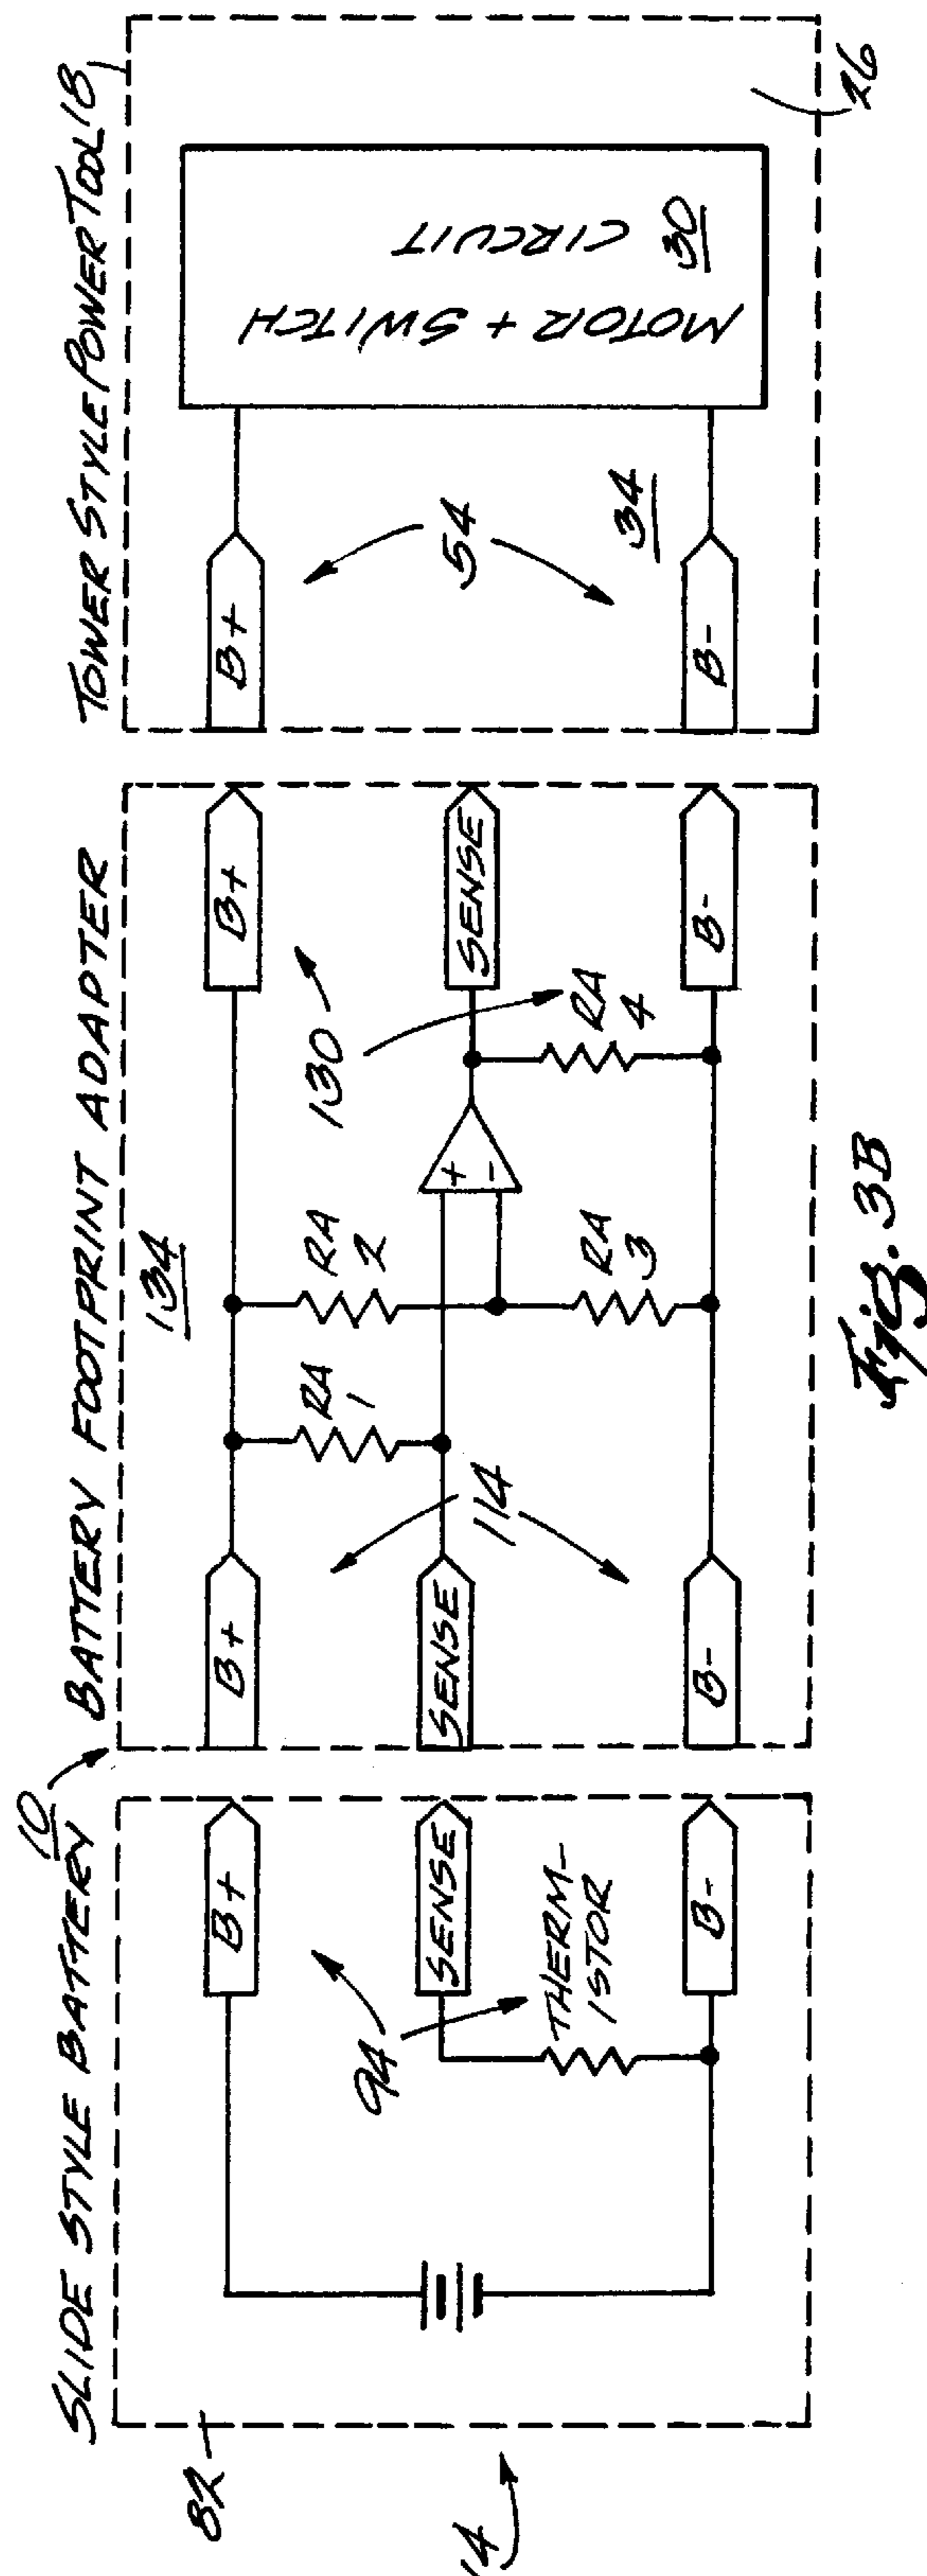 SLIDE STYLE BATTERY
82
14
B+
SENSE
B-
94
THERM-
ISTOR
10
BATTERY FOOTPRINT ADAPTER
134
B+
SENSE
B-
114
RA
1
RA
2
RA
3
+
-
130
RA
4
B+
SENSE
B-
TOWER STYLE POWER TOOL 18
B+
B-
54
34
MOTOR + SWITCH
CIRCUIT
30
26
Fig. 3B